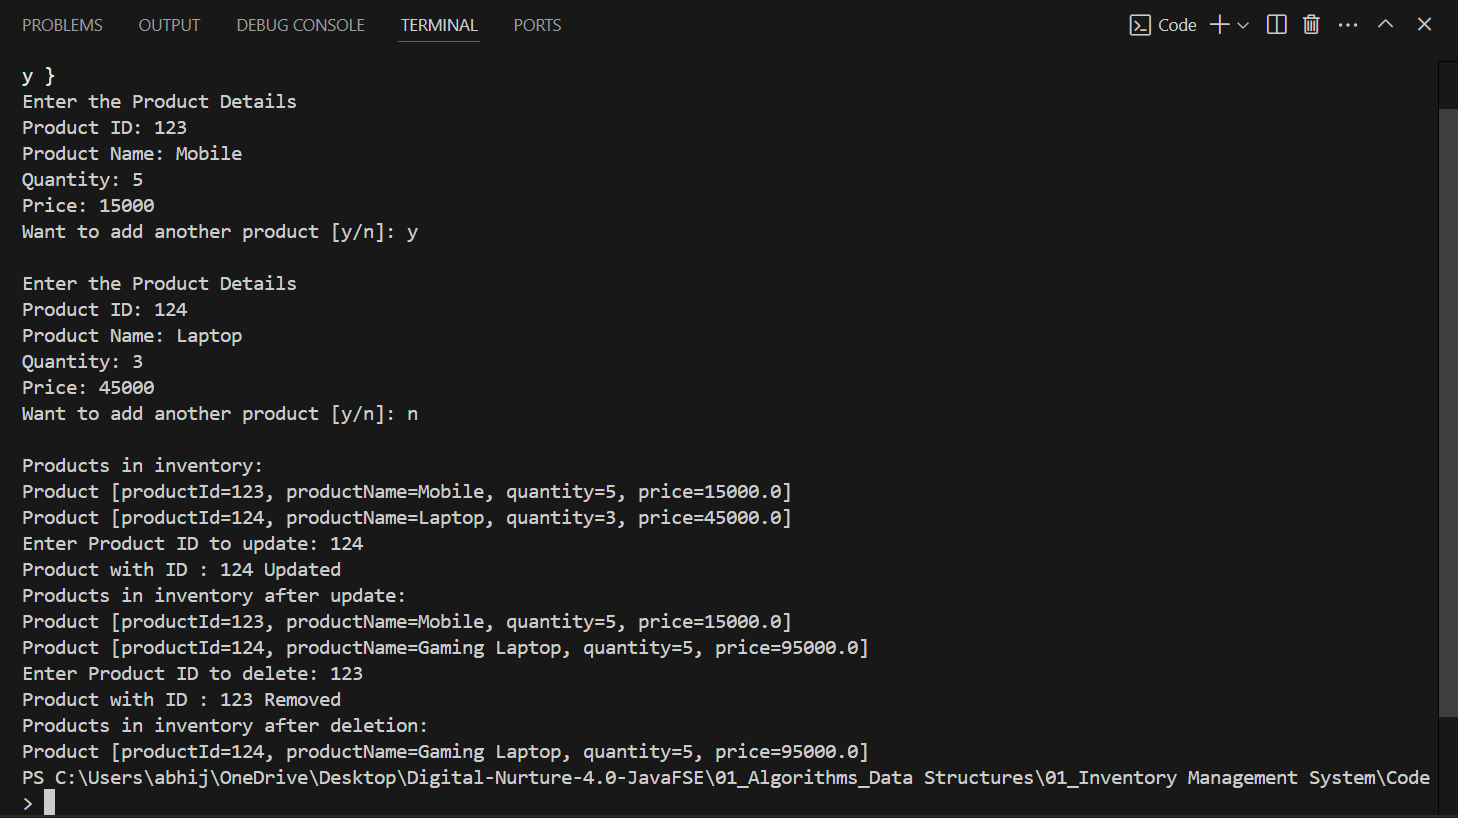 PROBLEMS OUTPUT DEBUG CONSOLE TERMINAL PORTS Code
y }
Enter the Product Details
Product ID: 123
Product Name: Mobile
Quantity: 5
Price: 15000
Want to add another product [y/n]: y
Enter the Product Details
Product ID: 124
Product Name: Laptop
Quantity: 3
Price: 45000
Want to add another product [y/n]: n
Products in inventory:
Product [productId=123, productName=Mobile, quantity=5, price=15000.0]
Product [productId=124, productName=Laptop, quantity=3, price=45000.0]
Enter Product ID to update: 124
Product with ID : 124 Updated
Products in inventory after update:
Product [productId=123, productName=Mobile, quantity=5, price=15000.0]
Product [productId=124, productName=Gaming Laptop, quantity=5, price=95000.0]
Enter Product ID to delete: 123
Product with ID : 123 Removed
Products in inventory after deletion:
Product [productId=124, productName=Gaming Laptop, quantity=5, price=95000.0]
PS C:\Users\abhij\OneDrive\Desktop\Digital-Nurture-4.0-JavaFSE\01_Algorithms_Data Structures\01_Inventory Management System\Code
>